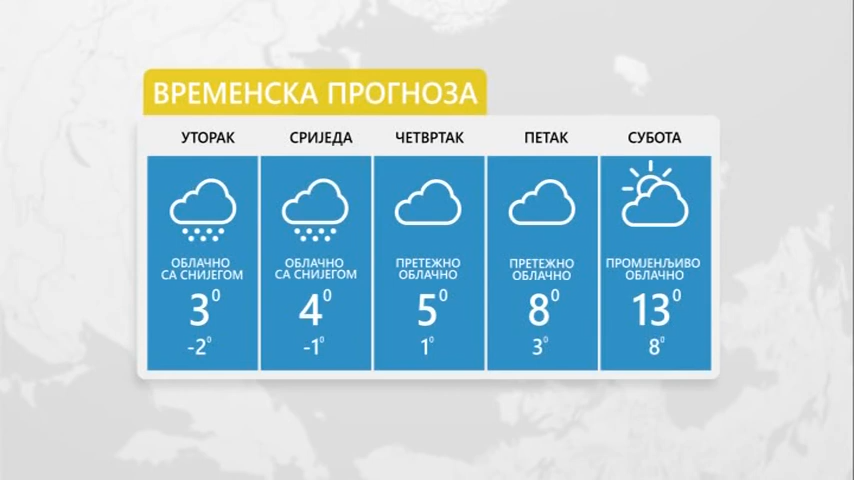 ВРЕМЕНСКА ПРОГНОЗА
УТОРАК
СРИЈЕДА
ЧЕТВРТАК
ПЕТАК
СУБОТА
ОБЛАЧНО
СА СНИЈЕГОМ
3⁰
-2⁰
ОБЛАЧНО
СА СНИЈЕГОМ
4⁰
-1⁰
ПРЕТЕЖНО
ОБЛАЧНО
5⁰
1⁰
ПРЕТЕЖНО
ОБЛАЧНО
8⁰
3⁰
ПРОМЈЕНЉИВО
ОБЛАЧНО
13⁰
8⁰